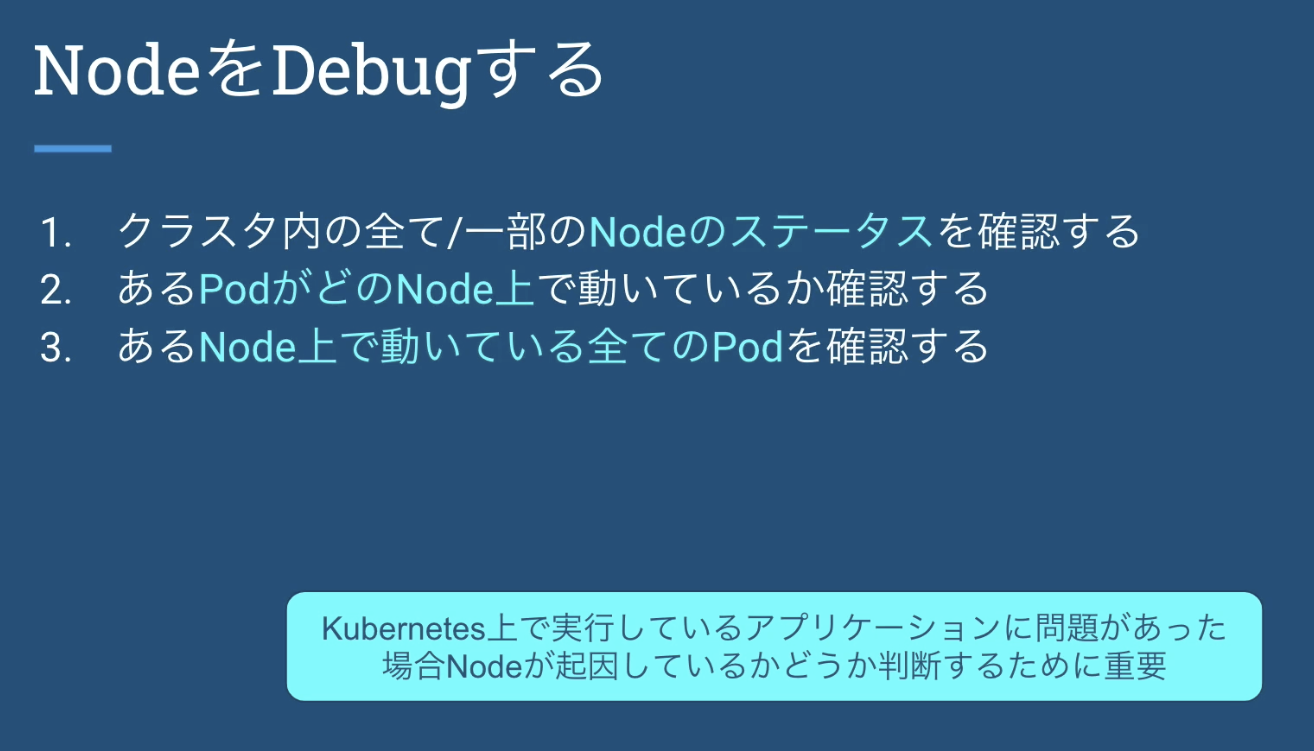 NodeをDebugする
1. クラスタ内の全て/一部のNodeのステータスを確認する
2. あるPodがどのNode上で動いているか確認する
3. あるNode上で動いている全てのPodを確認する
Kubernetes上で実行しているアプリケーションに問題があった
場合Nodeが起因しているかどうか判断するために重要